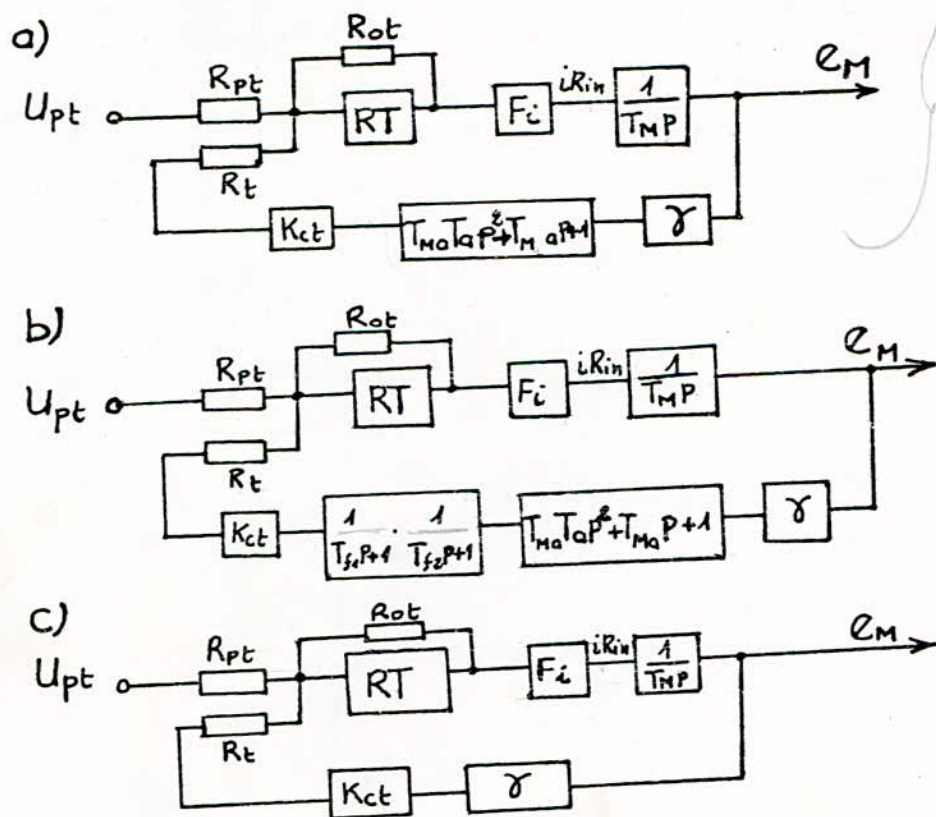 a)
Rot
Rpt
Upt
RT
Fi
iRin
1/TMP
eM
Rt
Kct
TMaTap²+TM ap+1
γ
b)
Rot
Rpt
Upt
RT
Fi
iRin
1/TMP
eM
Rt
Kct
1/Tf1P+1 · 1/Tf2P+1
TMaTaP²+TMaP+1
γ
c)
Rot
Rpt
Upt
RT
Fi
iRin
1/TMP
eM
Rt
Kct
γ